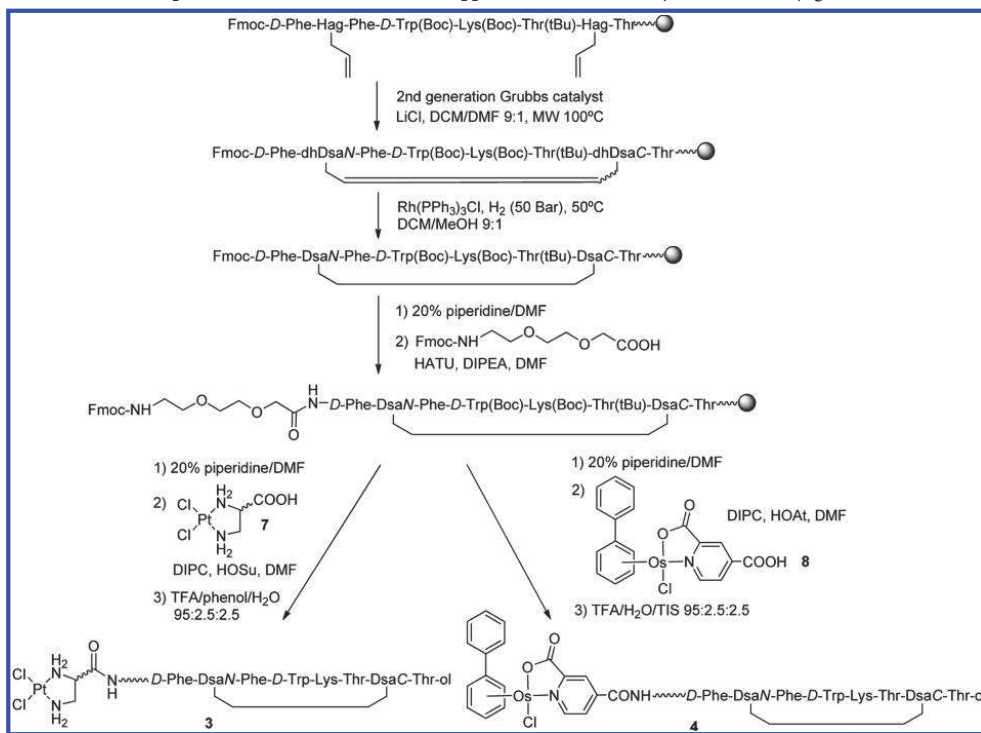 Fmoc-D-Phe-Hag-Phe-D-Trp(Boc)-Lys(Boc)-Thr(tBu)-Hag-Thr
2nd generation Grubbs catalyst
LiCl, DCM/DMF 9:1, MW 100ºC
Fmoc-D-Phe-dhDsaN-Phe-D-Trp(Boc)-Lys(Boc)-Thr(tBu)-dhDsaC-Thr
Rh(PPh3)3Cl, H2 (50 Bar), 50ºC
DCM/MeOH 9:1
Fmoc-D-Phe-DsaN-Phe-D-Trp(Boc)-Lys(Boc)-Thr(tBu)-DsaC-Thr
1) 20% piperidine/DMF
2) Fmoc-NH O O COOH
HATU, DIPEA, DMF
Fmoc-NH O O O H N-D-Phe-DsaN-Phe-D-Trp(Boc)-Lys(Boc)-Thr(tBu)-DsaC-Thr
1) 20% piperidine/DMF
2) Cl Cl Pt NH2 NH2 COOH 7
DIPC, HOSu, DMF
3) TFA/phenol/H2O
95:2.5:2.5
1) 20% piperidine/DMF
2) O O Os N Cl COOH 8
DIPC, HOAt, DMF
3) TFA/H2O/TIS 95:2.5:2.5
Cl Cl Pt NH2 NH2 O N H D-Phe-DsaN-Phe-D-Trp-Lys-Thr-DsaC-Thr-ol
3
O O Os N Cl CONH D-Phe-DsaN-Phe-D-Trp-Lys-Thr-DsaC-Thr-o
4